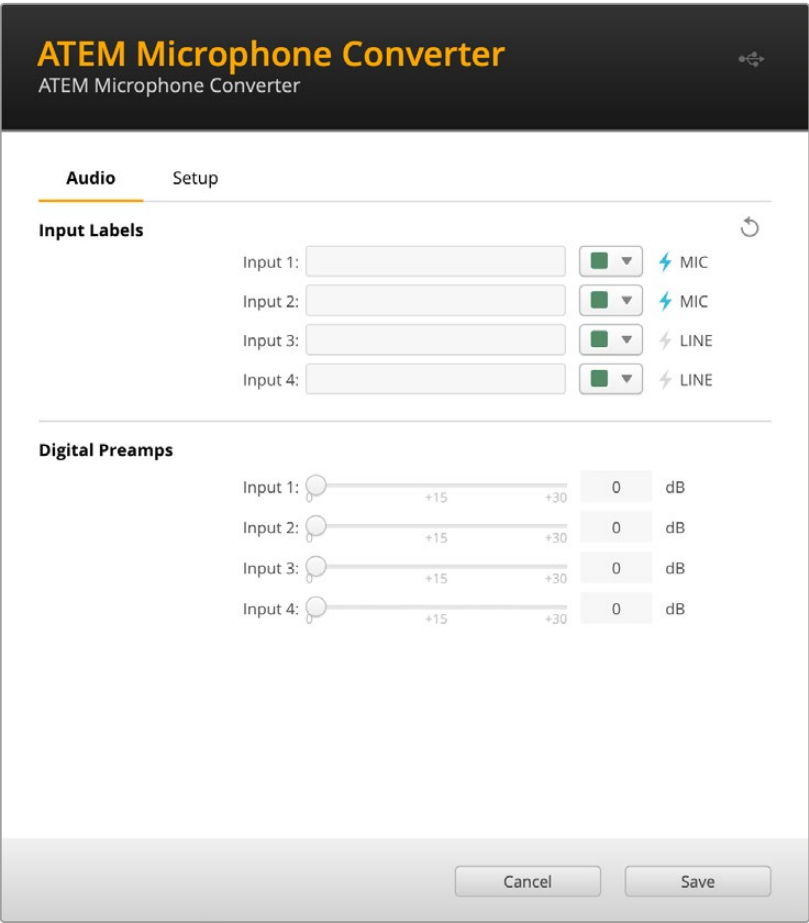 ATEM Microphone Converter
ATEM Microphone Converter
Audio Setup
Input Labels
Input 1: MIC
Input 2: MIC
Input 3: LINE
Input 4: LINE
Digital Preamps
Input 1: 0 dB
0 +15 +30
Input 2: 0 dB
0 +15 +30
Input 3: 0 dB
0 +15 +30
Input 4: 0 dB
0 +15 +30
Cancel Save